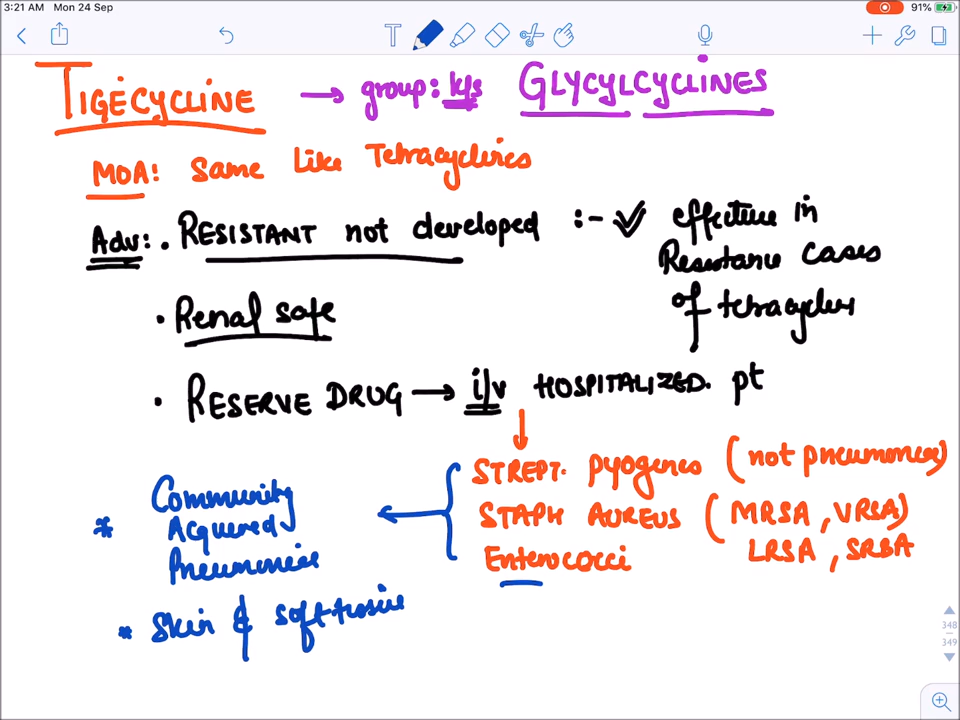 3:21 AM Mon 24 Sep 91%
TIGECYCLINE → group: k/s GLYCYLCYCLINES
MOA: Same like Tetracyclines
Adv: • RESISTANT not developed :- ✓ effective in
Resistance cases
of tetracycline
• Renal safe
• RESERVE DRUG → i/v HOSPITALIZED. pt
STREPT. pyogenes (not pneumoniae)
STAPH AUREUS (MRSA, VRSA)
LRSA, SRSA
Enterococci
* Community
Acquired
Pneumonia
* Skin & soft tissue
348
349